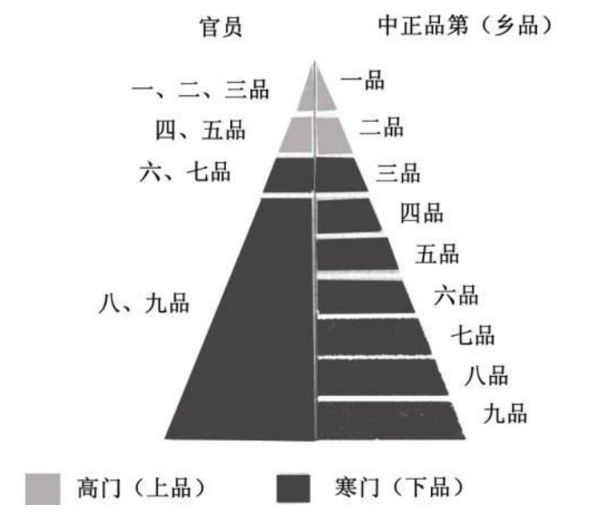 官员 中正品第（乡品）
一、二、三品 一品
四、五品 二品
六、七品 三品
四品
五品
八、九品 六品
七品
八品
九品
高门（上品） 寒门（下品）